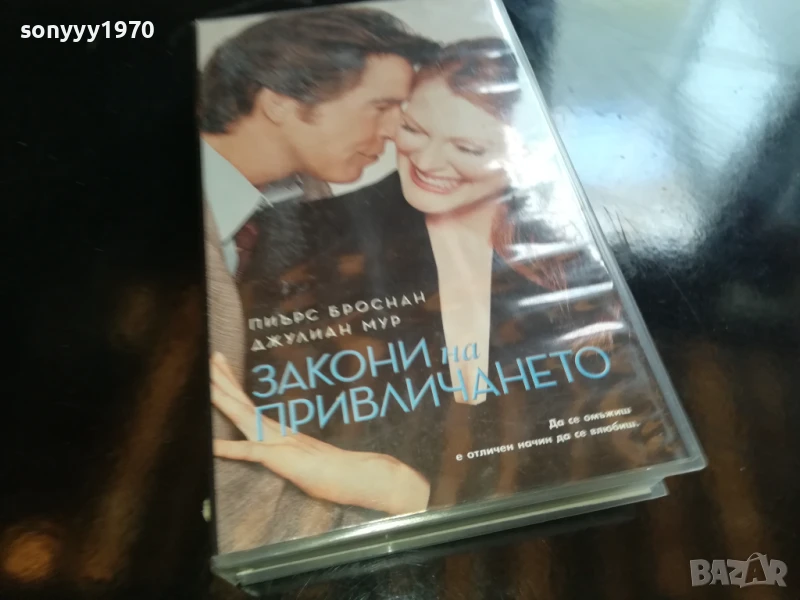 sonyyy1970
ПИЪРС БРОСНАН
ДЖУЛИАН МУР
ЗАКОНИ на
ПРИВЛИЧАНЕТО
Да се омъжиш
е отличен начин да се влюбиш.
BAZAR